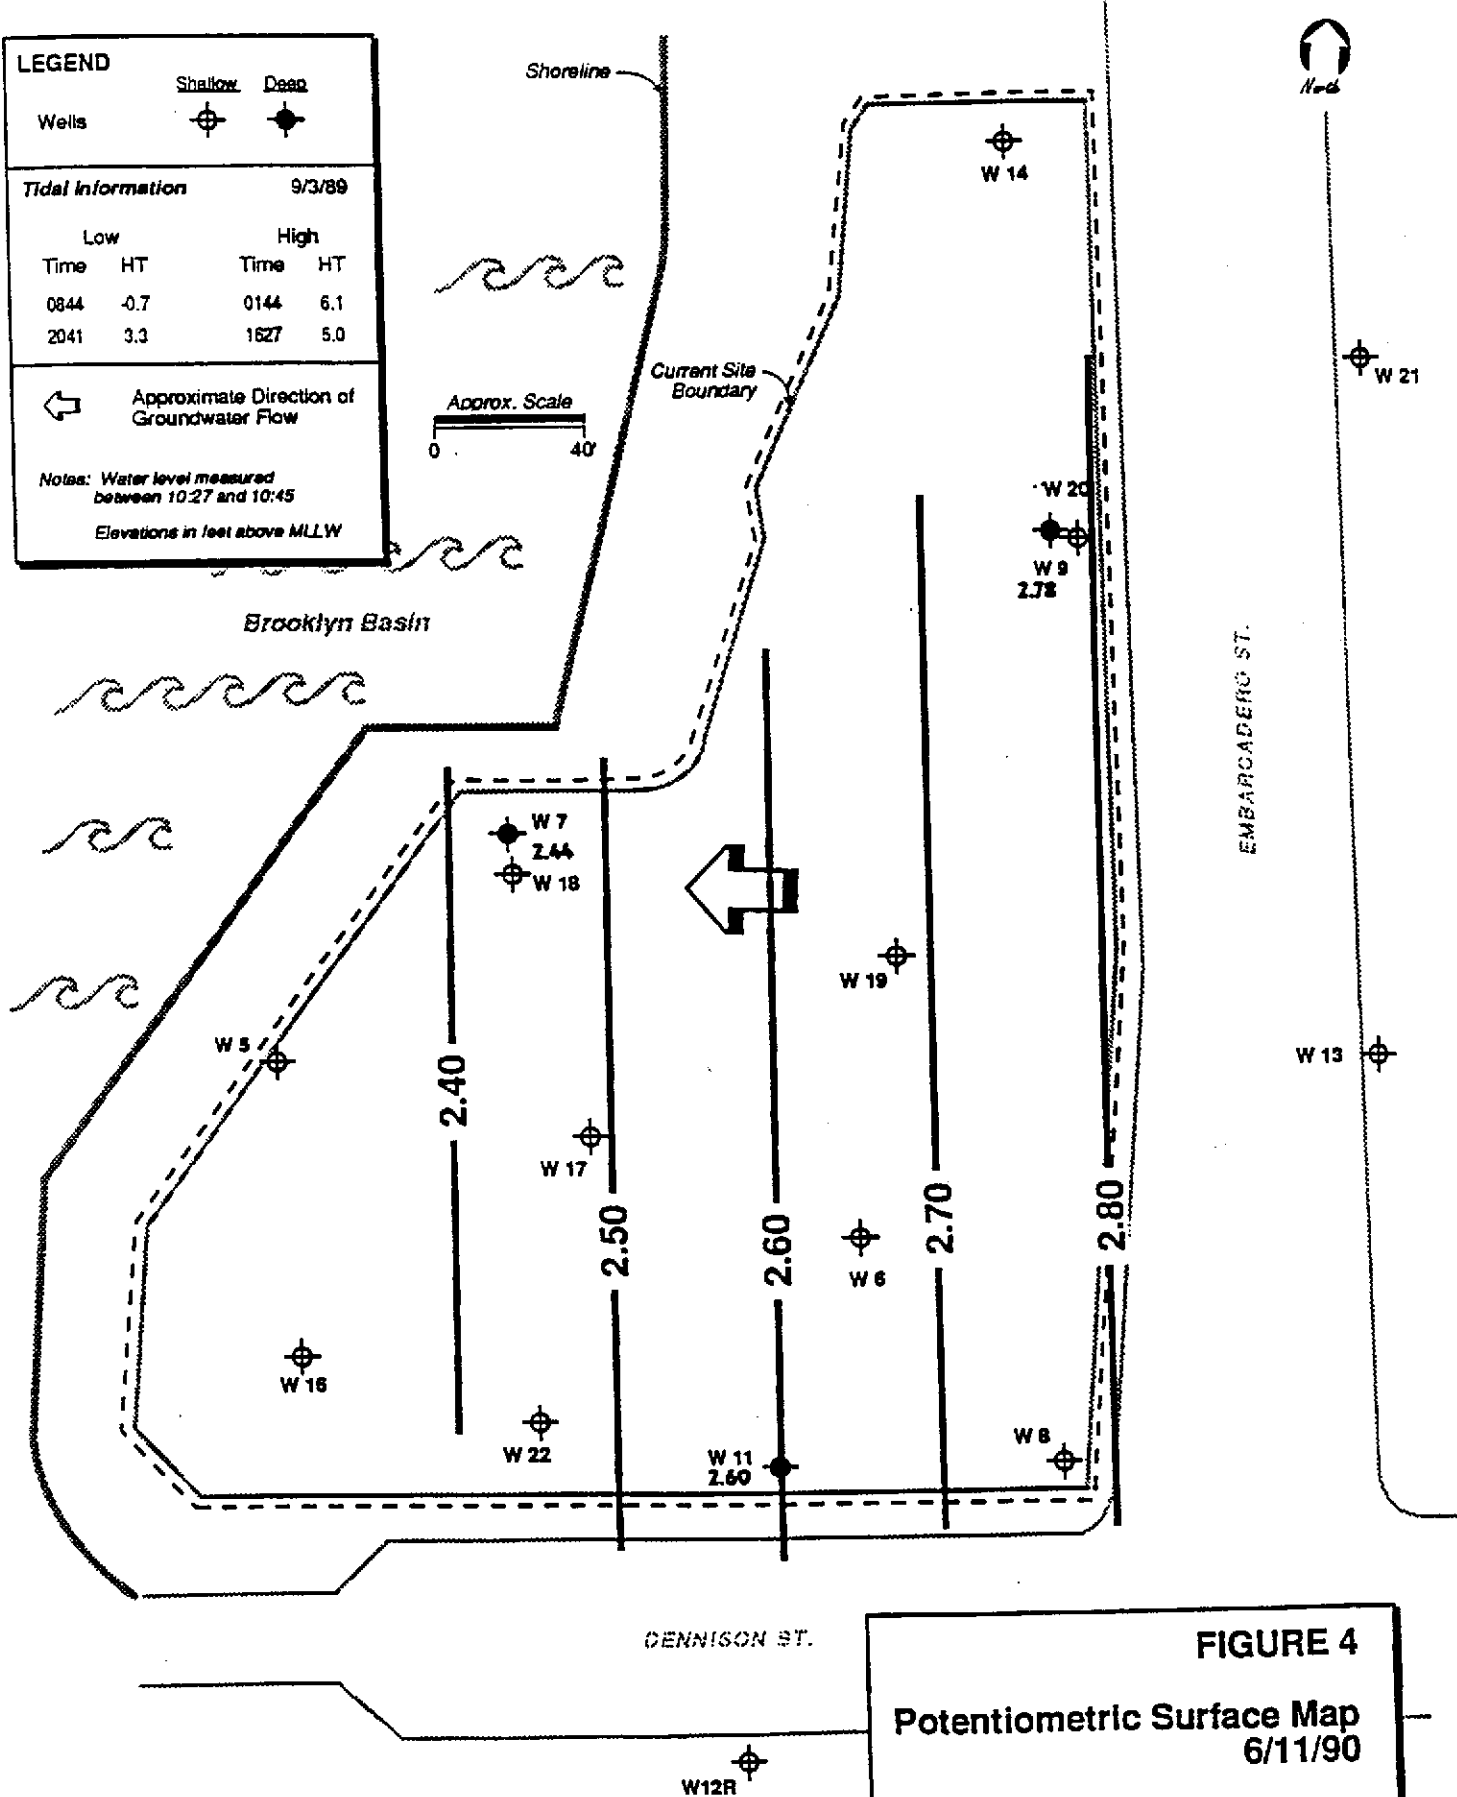 LEGEND
Shallow Deep
Wells
Tidal Information 9/3/89
Low High
Time HT Time HT
0844 -0.7 0144 6.1
2041 3.3 1627 5.0
Approximate Direction of
Groundwater Flow
Notes: Water level measured
between 10:27 and 10:45
Elevations in feet above MLLW
Shoreline
North
W 14
Current Site
Boundary
Approx. Scale
0 40'
W 21
W 20
W 9
2.78
Brooklyn Basin
EMBARCADERO ST.
W 7
2.44
W 18
W 19
W 5
W 13
2.40
W 17
2.50
2.60
2.70
2.80
W 6
W 16
W 22
W 11
2.60
W 8
DENNISON ST.
FIGURE 4
Potentiometric Surface Map
6/11/90
W12R